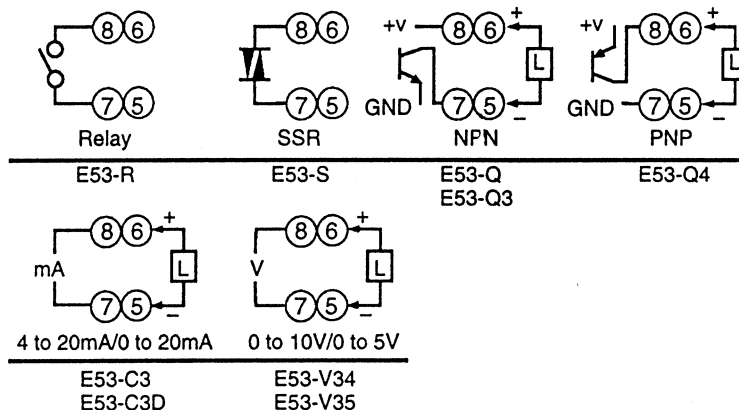 8 6
7 5
Relay
E53-R
8 6
7 5
SSR
E53-S
+v 8 6 +
L
GND 7 5 −
NPN
E53-Q
E53-Q3
+v 8 6 +
L
GND 7 5 −
PNP
E53-Q4
8 6 +
mA L
7 5 −
4 to 20mA/0 to 20mA
E53-C3
E53-C3D
8 6 +
V L
7 5 −
0 to 10V/0 to 5V
E53-V34
E53-V35